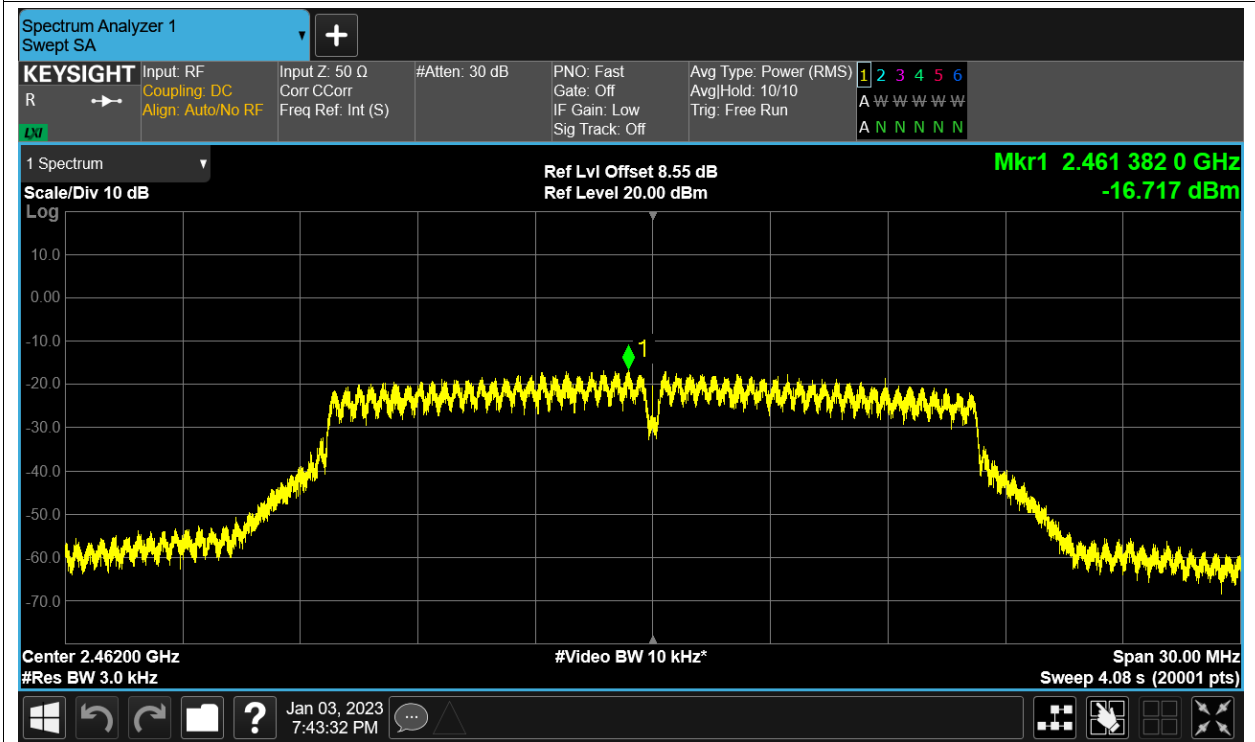 Spectrum Analyzer 1
Swept SA
KEYSIGHT
R
LXI
Input: RF
Coupling: DC
Align: Auto/No RF
Input Z: 50 Ω
Corr CCorr
Freq Ref: Int (S)
#Atten: 30 dB
PNO: Fast
Gate: Off
IF Gain: Low
Sig Track: Off
Avg Type: Power (RMS)
Avg|Hold: 10/10
Trig: Free Run
1 2 3 4 5 6
A W W W W W
A N N N N N
1 Spectrum
Scale/Div 10 dB
Ref Lvl Offset 8.55 dB
Ref Level 20.00 dBm
Mkr1 2.461 382 0 GHz
-16.717 dBm
Log
10.0
0.00
-10.0
-20.0
-30.0
-40.0
-50.0
-60.0
-70.0
1
Center 2.46200 GHz
#Res BW 3.0 kHz
#Video BW 10 kHz*
Span 30.00 MHz
Sweep 4.08 s (20001 pts)
?
Jan 03, 2023
7:43:32 PM